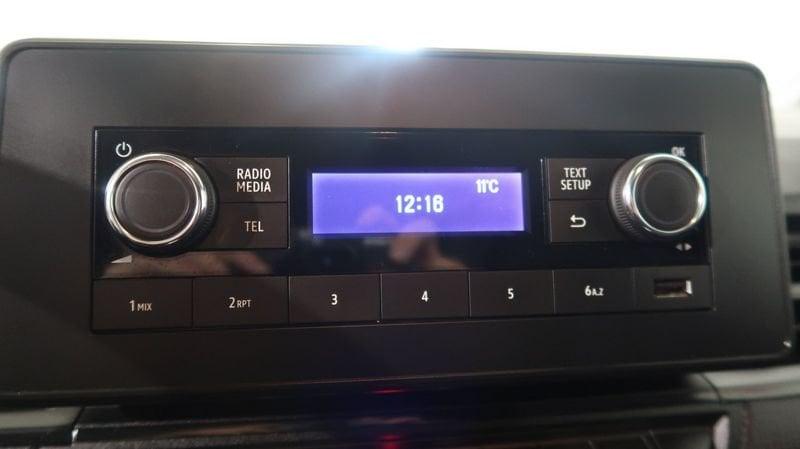 OK
RADIO
MEDIA
TEL
11°C
12:16
TEXT
SETUP
1 MIX
2 RPT
3
4
5
6 A.Z